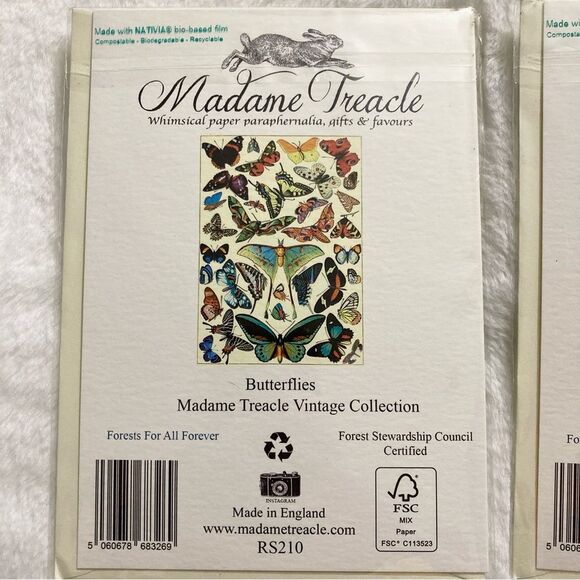 Made with NATIVIA® bio-based film
Compostable - Biodegradable - Recyclable
Madame Treacle
Whimsical paper paraphernalia, gifts & favours
Butterflies
Madame Treacle Vintage Collection
Forests For All Forever
Forest Stewardship Council
Certified
INSTAGRAM
Made in England
www.madametreacle.com
RS210
FSC
MIX
Paper
FSC® C113523
5 060678 683269
Made wi
Composta
Fo
5 0606